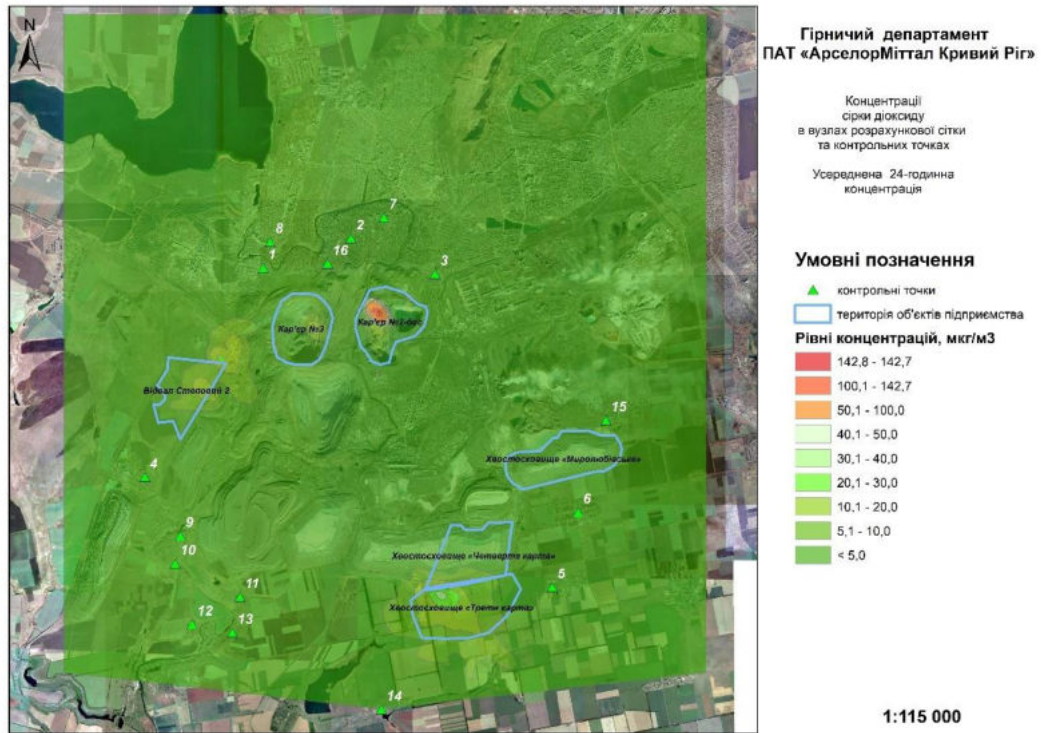 N
Гірничий департамент
ПАТ «АрселорМіттал Кривий Ріг»
Концентрації
сірки діоксиду
в вузлах розрахункової сітки
та контрольних точках
Усереднена 24-годинна
концентрація
7
2
8
16
1
3
Кар'єр №3
Відвал Степовий 2
15
Хвостосховище «Миролюбівське»
4
6
9
10
Хвостосховище «Четверта карта»
5
11
Хвостосховище «Третя карта»
12
13
14
Умовні позначення
контрольні точки
територія об'єктів підприємства
Рівні концентрацій, мкг/м3
142,8 - 142,7
100,1 - 142,7
50,1 - 100,0
40,1 - 50,0
30,1 - 40,0
20,1 - 30,0
10,1 - 20,0
5,1 - 10,0
< 5,0
1:115 000